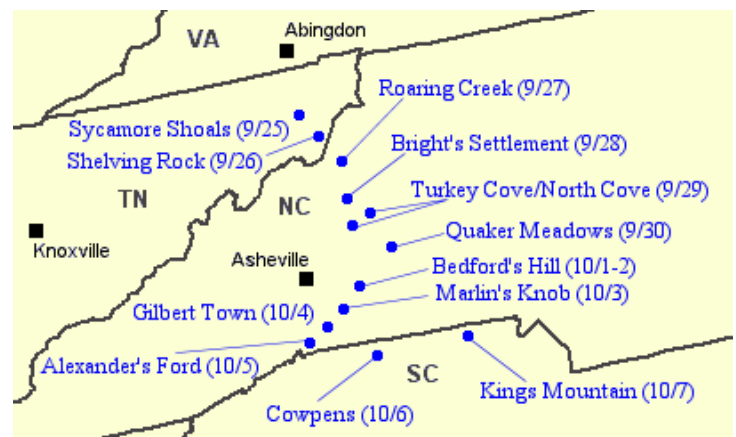 VA
Abingdon
Roaring Creek (9/27)
Sycamore Shoals (9/25)
Bright's Settlement (9/28)
Shelving Rock (9/26)
Turkey Cove/North Cove (9/29)
TN
NC
Quaker Meadows (9/30)
Knoxville
Asheville
Bedford's Hill (10/1-2)
Marlin's Knob (10/3)
Gilbert Town (10/4)
Alexander's Ford (10/5)
SC
Kings Mountain (10/7)
Cowpens (10/6)